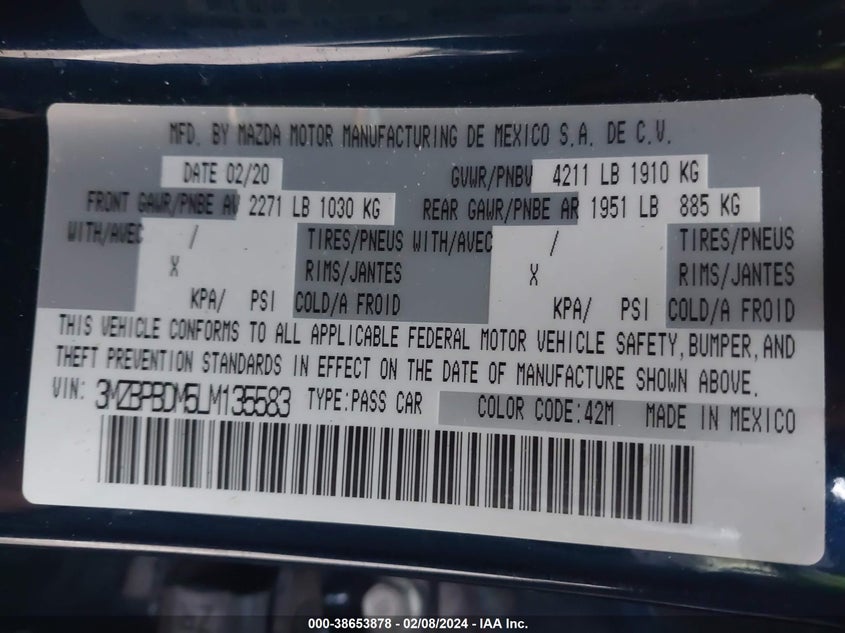 MFD. BY MAZDA MOTOR MANUFACTURING DE MEXICO S.A. DE C.V.
DATE 02/20 GVWR/PNBV 4211 LB 1910 KG
FRONT GAWR/PNBE AV 2271 LB 1030 KG REAR GAWR/PNBE AR 1951 LB 885 KG
WITH/AVEC / TIRES/PNEUS WITH/AVEC / TIRES/PNEUS
X RIMS/JANTES X RIMS/JANTES
KPA/ PSI COLD/A FROID KPA/ PSI COLD/A FROID
THIS VEHICLE CONFORMS TO ALL APPLICABLE FEDERAL MOTOR VEHICLE SAFETY, BUMPER, AND
THEFT PREVENTION STANDARDS IN EFFECT ON THE DATE OF MANUFACTURE SHOWN ABOVE.
VIN: 3MZBPBDM5LM135583 TYPE:PASS CAR COLOR CODE:42M MADE IN MEXICO
000-38653878 - 02/08/2024 - IAA Inc.